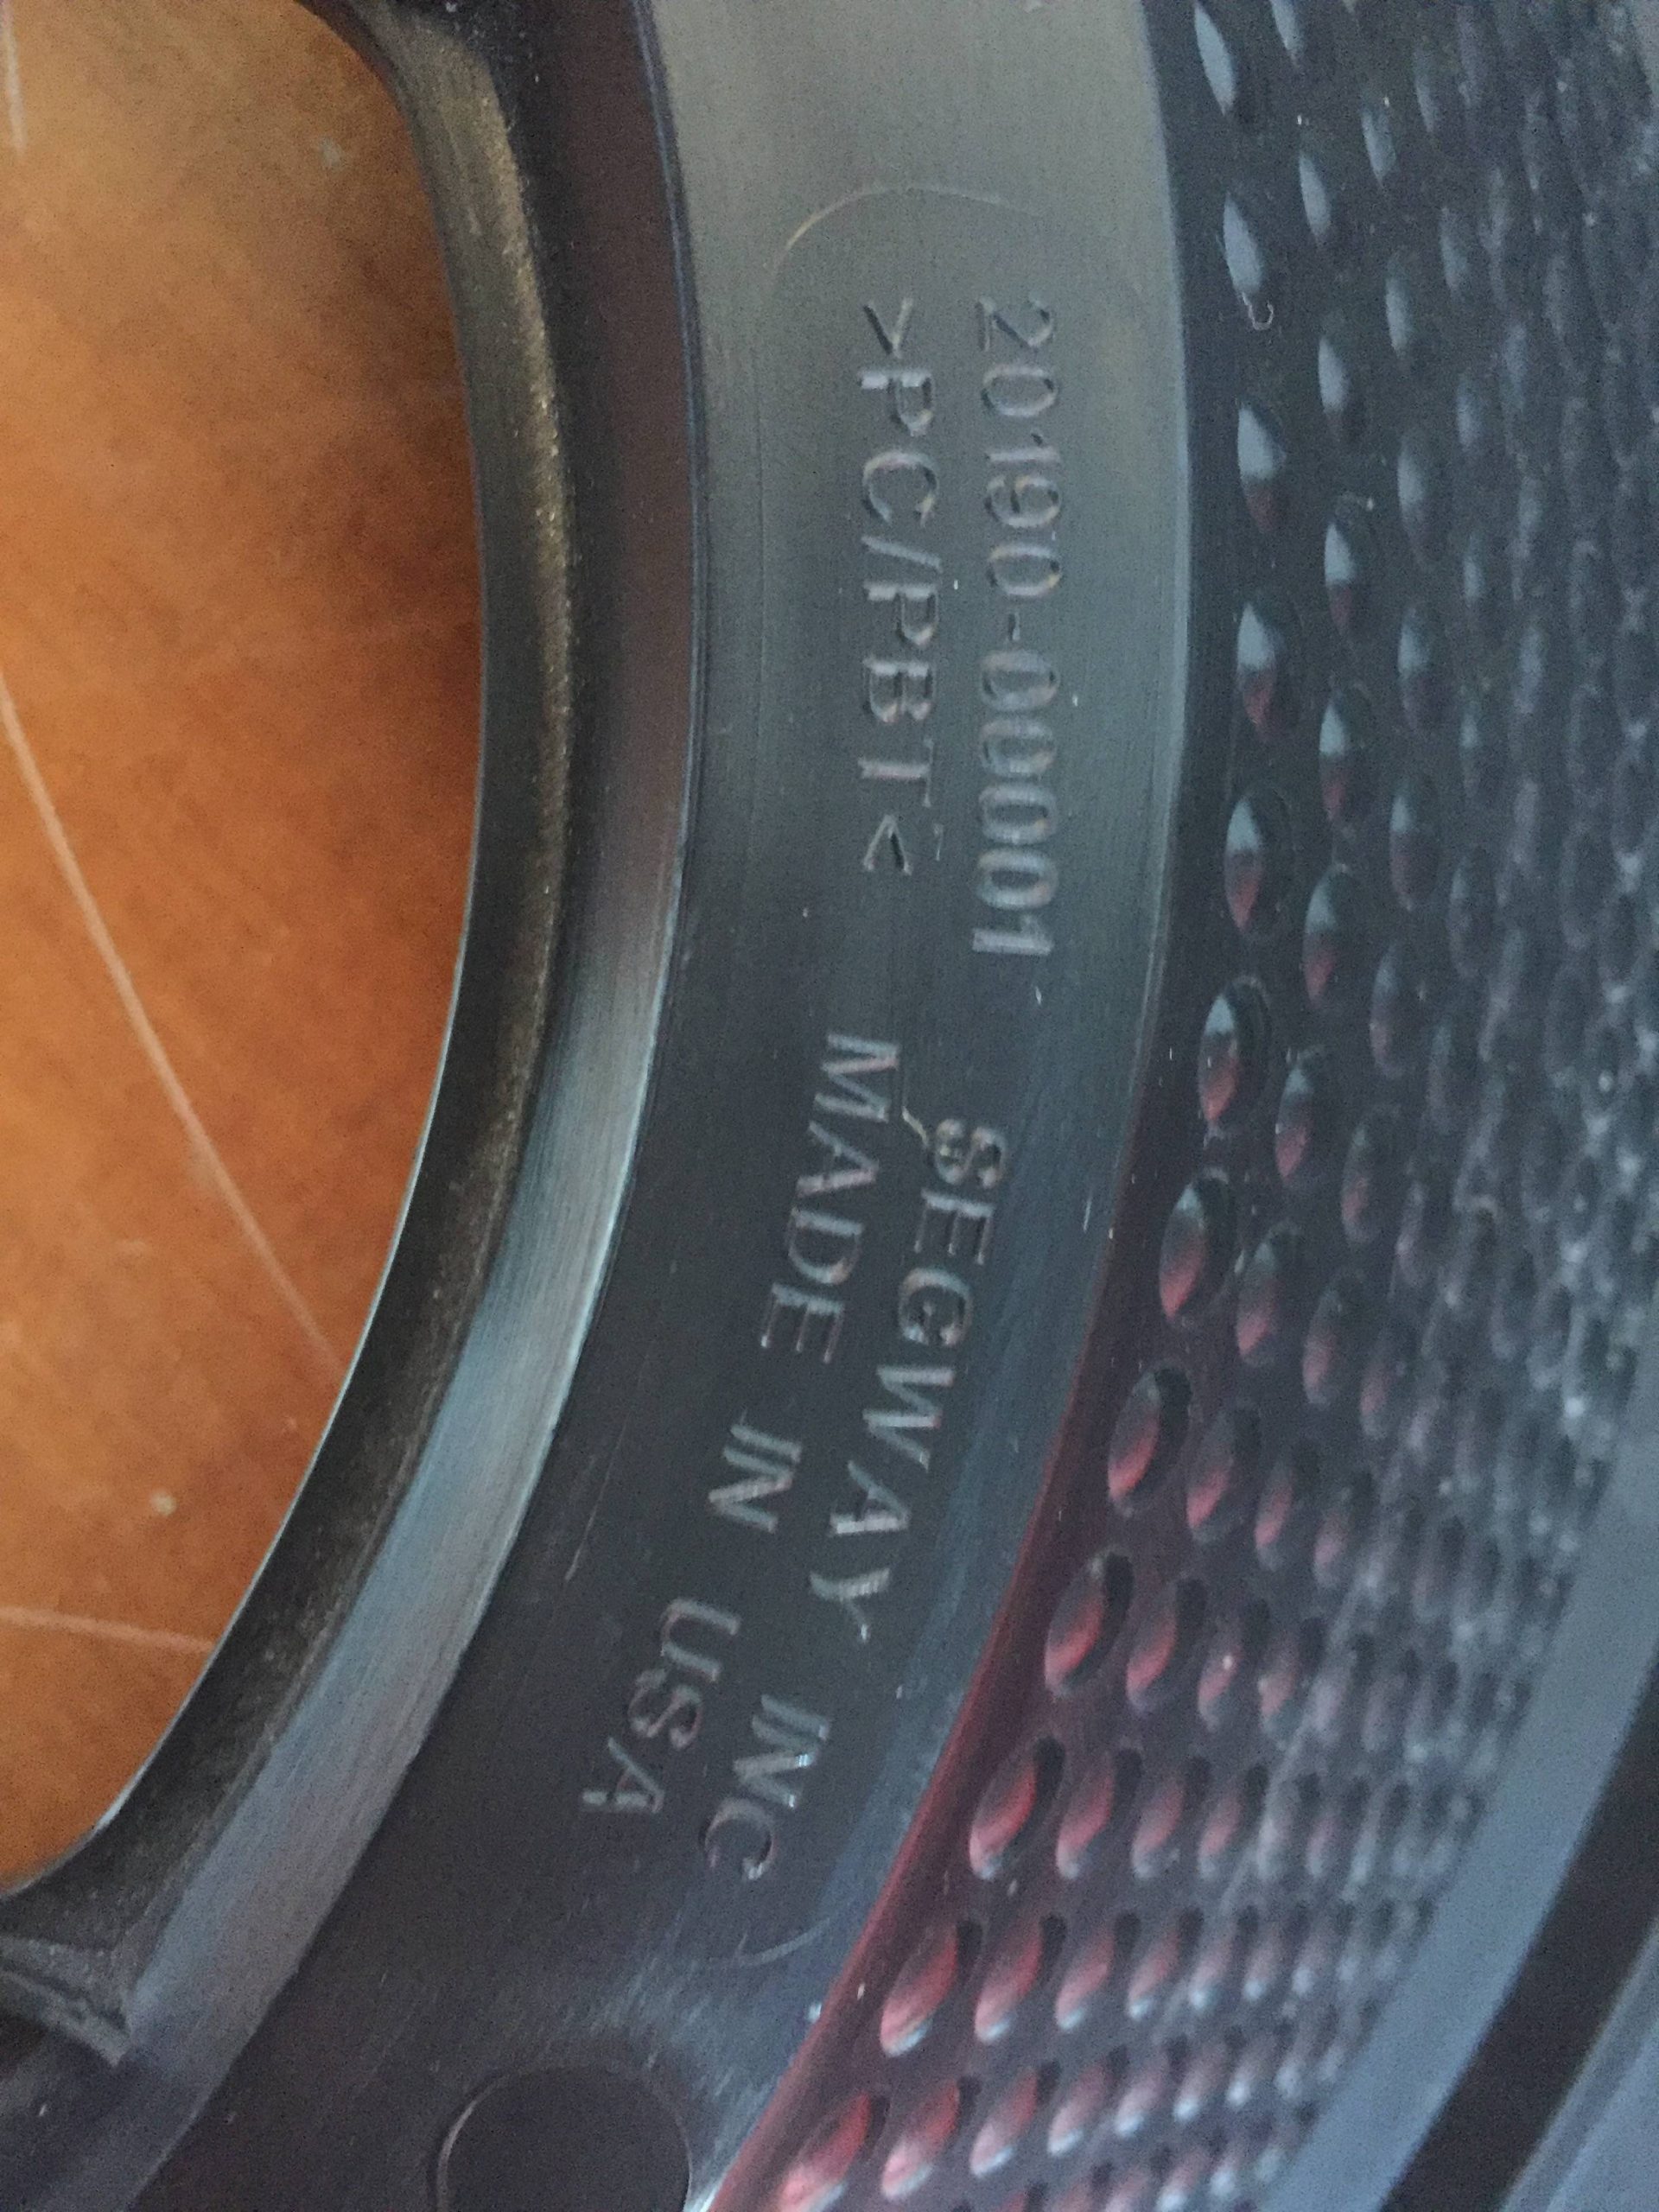 20190-00001
>PC/PBT<
SEGWAY INC
MADE IN USA